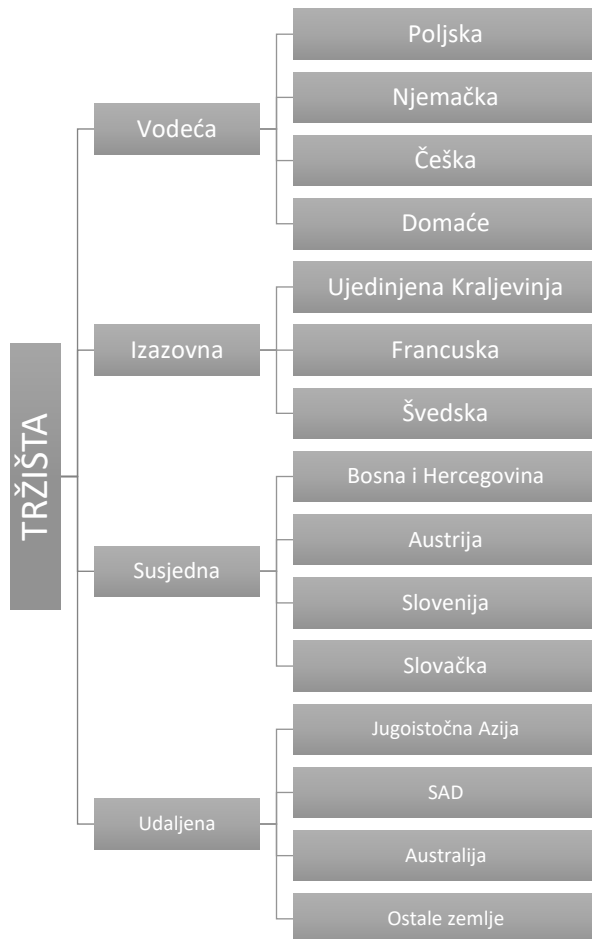 TRŽIŠTA
Vodeća
Poljska
Njemačka
Češka
Domaće
Izazovna
Ujedinjena Kraljevinja
Francuska
Švedska
Susjedna
Bosna i Hercegovina
Austrija
Slovenija
Slovačka
Udaljena
Jugoistočna Azija
SAD
Australija
Ostale zemlje